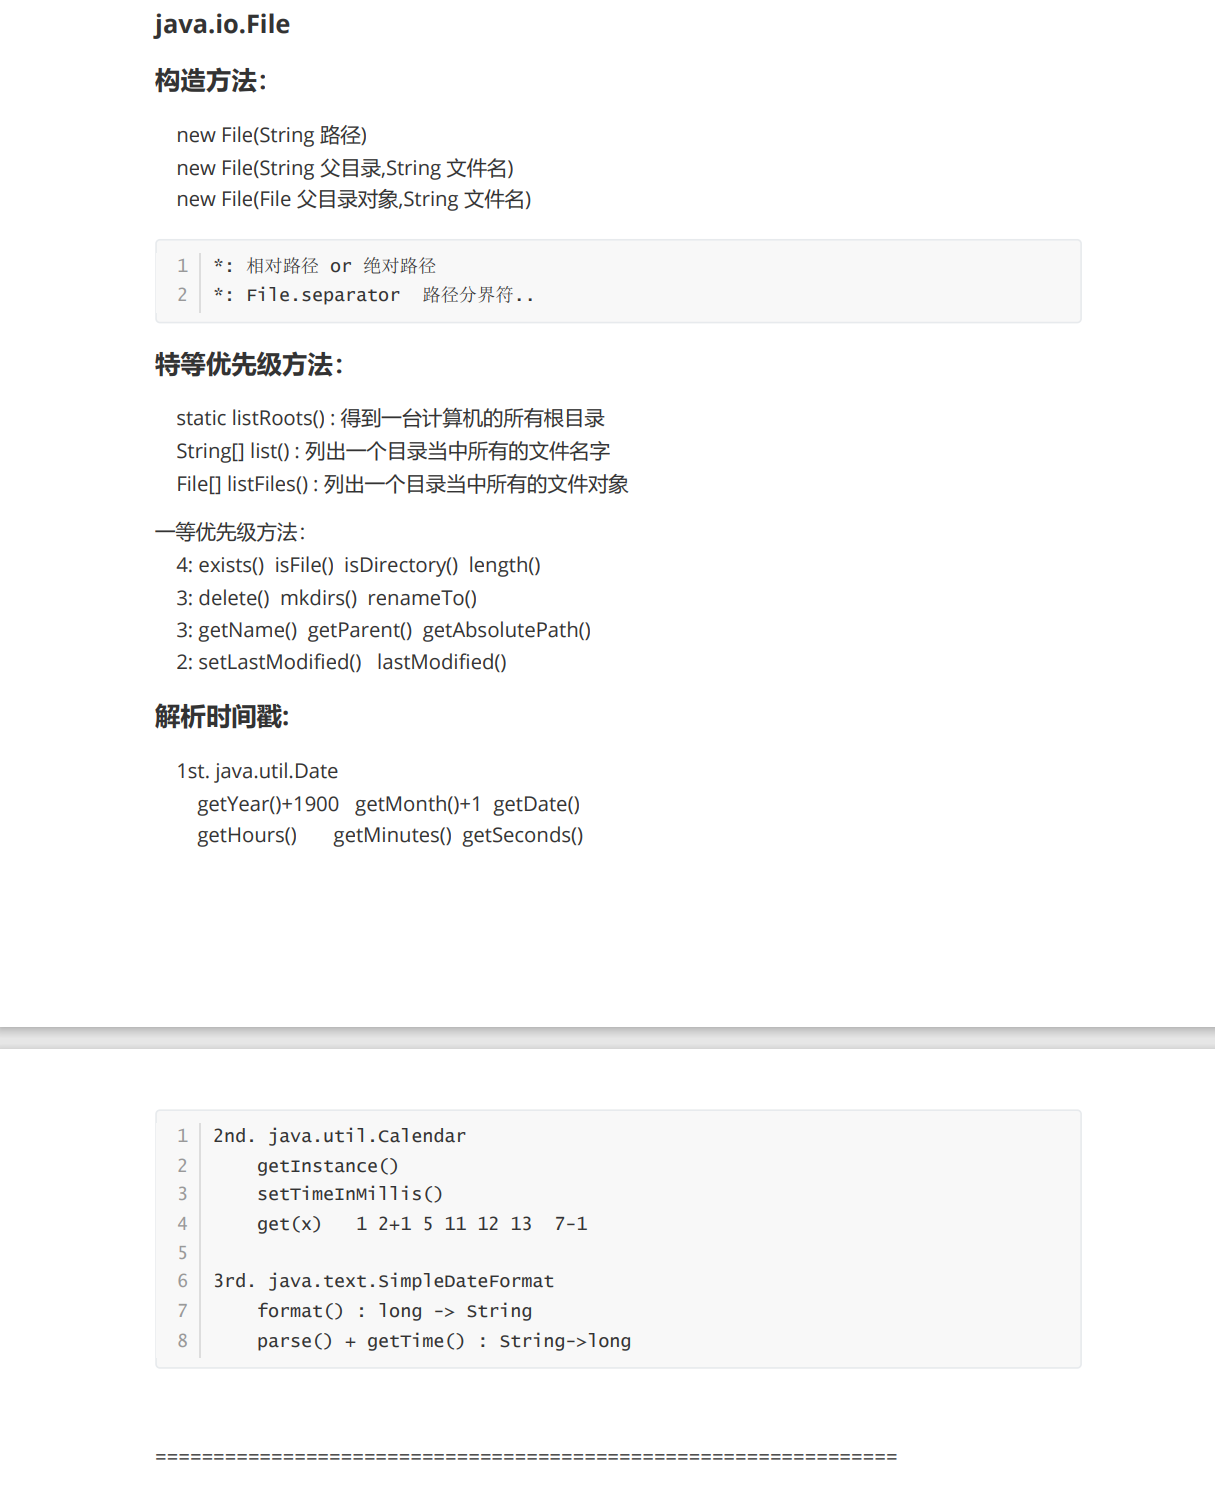 java.io.File
构造方法：
new File(String 路径)
new File(String 父目录,String 文件名)
new File(File 父目录对象,String 文件名)
1 *: 相对路径 or 绝对路径
2 *: File.separator  路径分界符..
特等优先级方法：
static listRoots() : 得到一台计算机的所有根目录
String[] list() : 列出一个目录当中所有的文件名字
File[] listFiles() : 列出一个目录当中所有的文件对象
一等优先级方法：
4: exists()  isFile()  isDirectory()  length()
3: delete()  mkdirs()  renameTo()
3: getName()  getParent()  getAbsolutePath()
2: setLastModified()   lastModified()
解析时间戳:
1st. java.util.Date
getYear()+1900   getMonth()+1  getDate()
getHours()       getMinutes()  getSeconds()
1 2nd. java.util.Calendar
2     getInstance()
3     setTimeInMillis()
4     get(x)   1 2+1 5 11 12 13  7-1
5
6 3rd. java.text.SimpleDateFormat
7     format() : long -> String
8     parse() + getTime() : String->long
================================================================